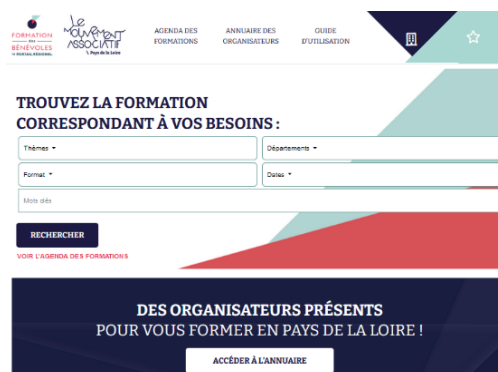 FORMATION
DES
BÉNÉVOLES
LE PORTAIL RÉGIONAL
Le
MOUVEMENT
ASSOCIATIF
Pays de la Loire
AGENDA DES
FORMATIONS
ANNUAIRE DES
ORGANISATEURS
GUIDE
D'UTILISATION
TROUVEZ LA FORMATION
CORRESPONDANT À VOS BESOINS :
Thèmes
Départements
Format
Dates
Mots clés
RECHERCHER
VOIR L'AGENDA DES FORMATIONS
DES ORGANISATEURS PRÉSENTS
POUR VOUS FORMER EN PAYS DE LA LOIRE !
ACCÉDER À L'ANNUAIRE